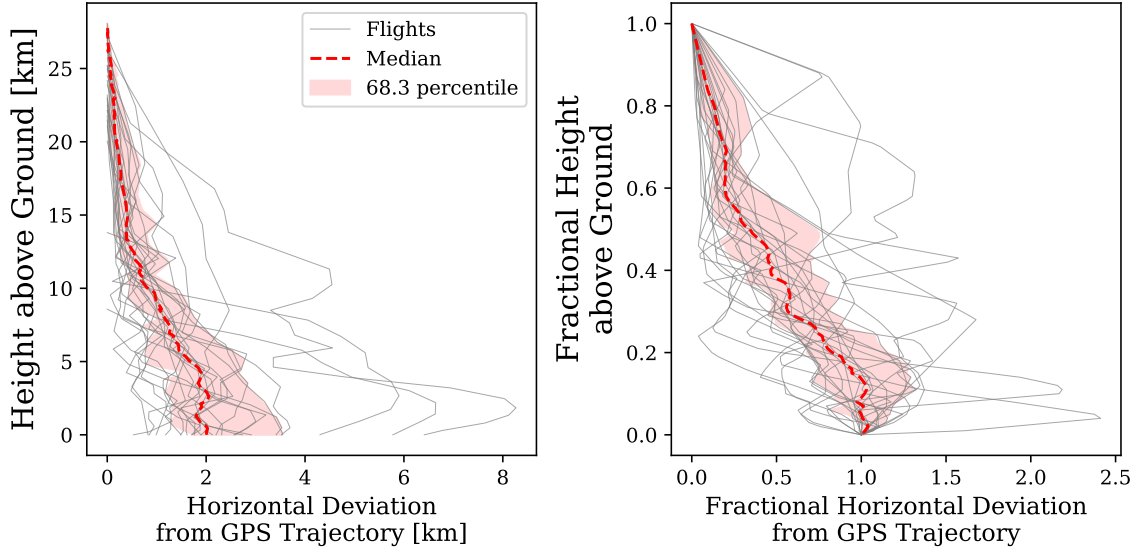 Height above Ground [km]
25
20
15
10
5
0
0
2
4
6
8
Horizontal Deviation
from GPS Trajectory [km]
Flights
Median
68.3 percentile
Fractional Height
above Ground
1.0
0.8
0.6
0.4
0.2
0.0
0.0
0.5
1.0
1.5
2.0
2.5
Fractional Horizontal Deviation
from GPS Trajectory